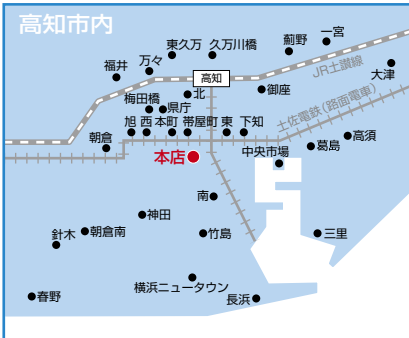 高知市内
東久万
久万川橋
一宮
薊野
万々
福井
JR土讃線
大津
高知
北
御座
梅田橋
県庁
土佐電鉄(路面電車)
旭
西
本町
帯屋町
東
下知
朝倉
高須
葛島
本店
中央市場
南
神田
竹島
三里
針木
朝倉南
横浜ニュータウン
春野
長浜